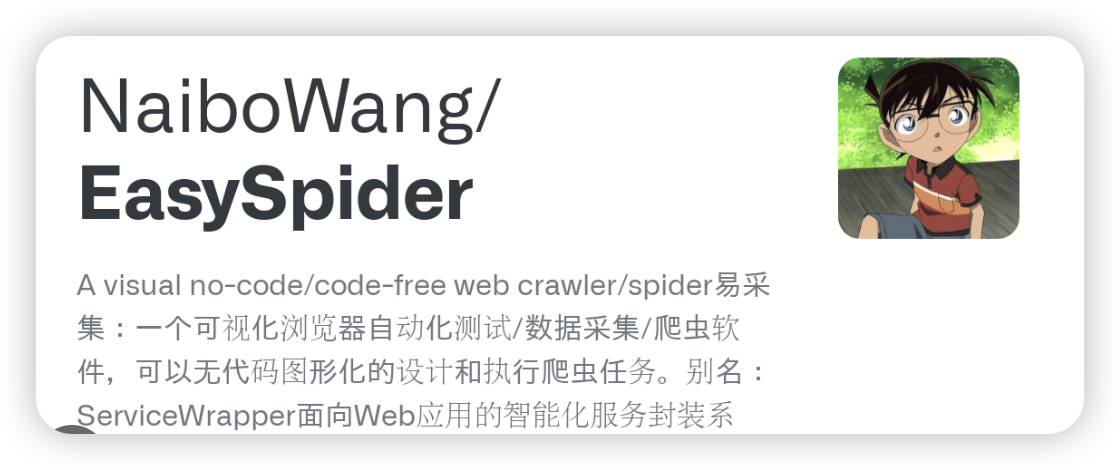 NaiboWang/
EasySpider
A visual no-code/code-free web crawler/spider易采
集：一个可视化浏览器自动化测试/数据采集/爬虫软
件，可以无代码图形化的设计和执行爬虫任务。别名：
ServiceWrapper面向Web应用的智能化服务封装系